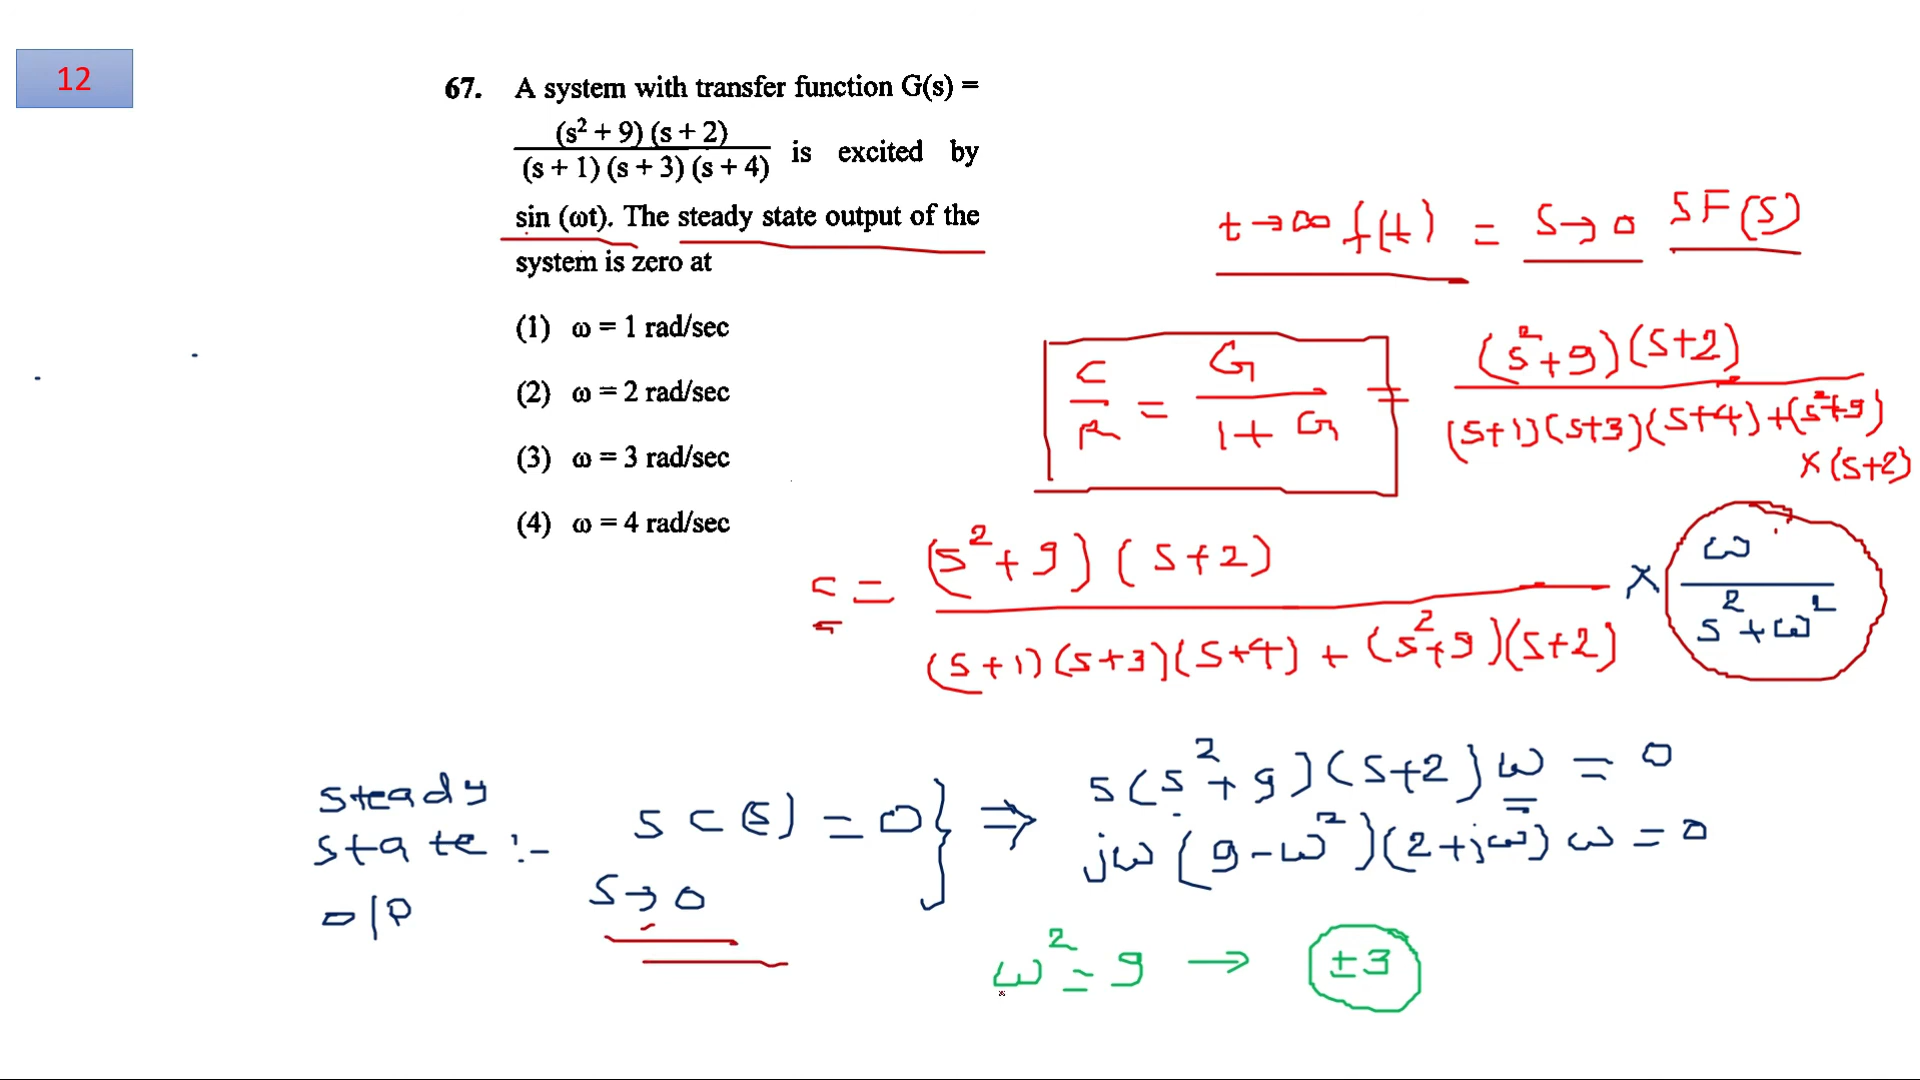 12
67. A system with transfer function G(s) =
(s² + 9) (s + 2)
(s + 1) (s + 3) (s + 4)
is excited by
sin (ωt). The steady state output of the
system is zero at
(1) ω = 1 rad/sec
(2) ω = 2 rad/sec
(3) ω = 3 rad/sec
(4) ω = 4 rad/sec
t→∞ f(t) = s→0 SF(s)
C/R = G/(1+G) = (s²+9)(s+2)
(s+1)(s+3)(s+4)+(s²+9)
×(s+2)
C = (s²+9)(s+2)
(s+1)(s+3)(s+4) + (s²+9)(s+2)
× ω
s²+ω²
steady
state :-
o/p
s c(s) = 0 } ⇒
s→0
s(s²+9)(s+2)ω = 0
jω(9-ω²)(2+jω)ω = 0
ω² = 9 → ±3